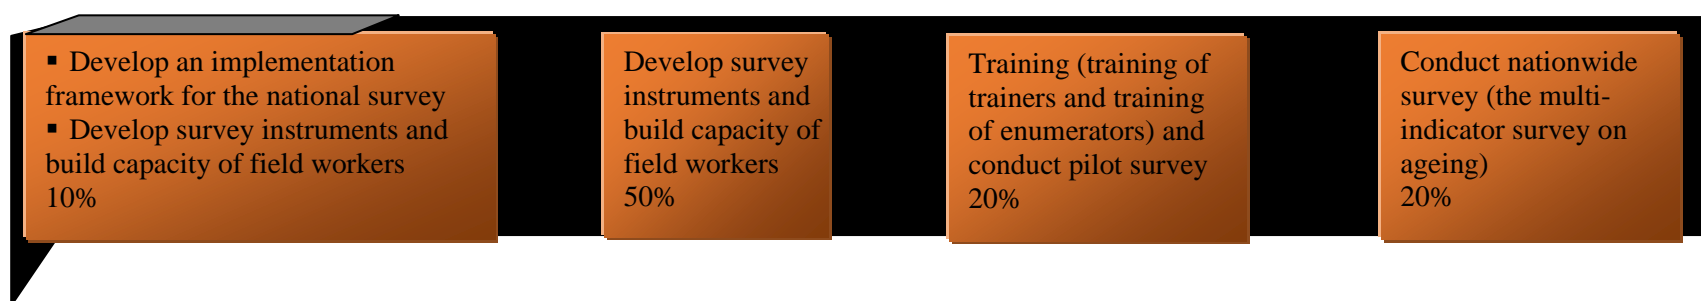 ▪ Develop an implementation
framework for the national survey
▪ Develop survey instruments and
build capacity of field workers
10%
Develop survey
instruments and
build capacity of
field workers
50%
Training (training of
trainers and training
of enumerators) and
conduct pilot survey
20%
Conduct nationwide
survey (the multi-
indicator survey on
ageing)
20%